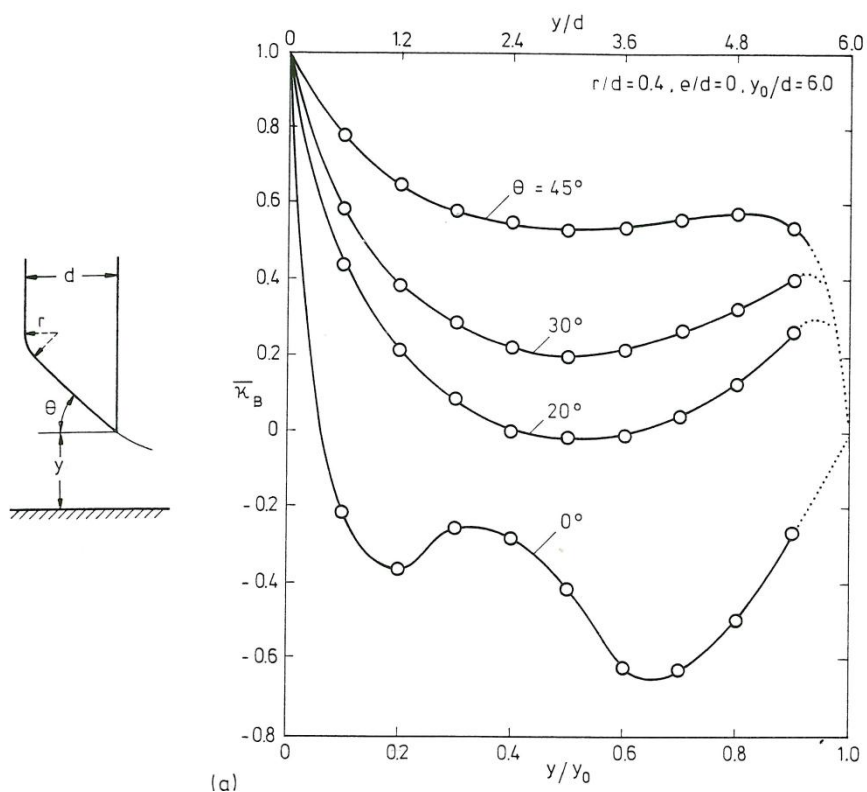 y/d
0 1.2 2.4 3.6 4.8 6.0
r/d=0.4, e/d=0, y₀/d=6.0
1.0
0.8
0.6
0.4
0.2
0
-0.2
-0.4
-0.6
-0.8
κ̄_B
θ = 45°
30°
20°
0°
d
r
θ
y
0 0.2 0.4 0.6 0.8 1.0
y/y₀
(a)